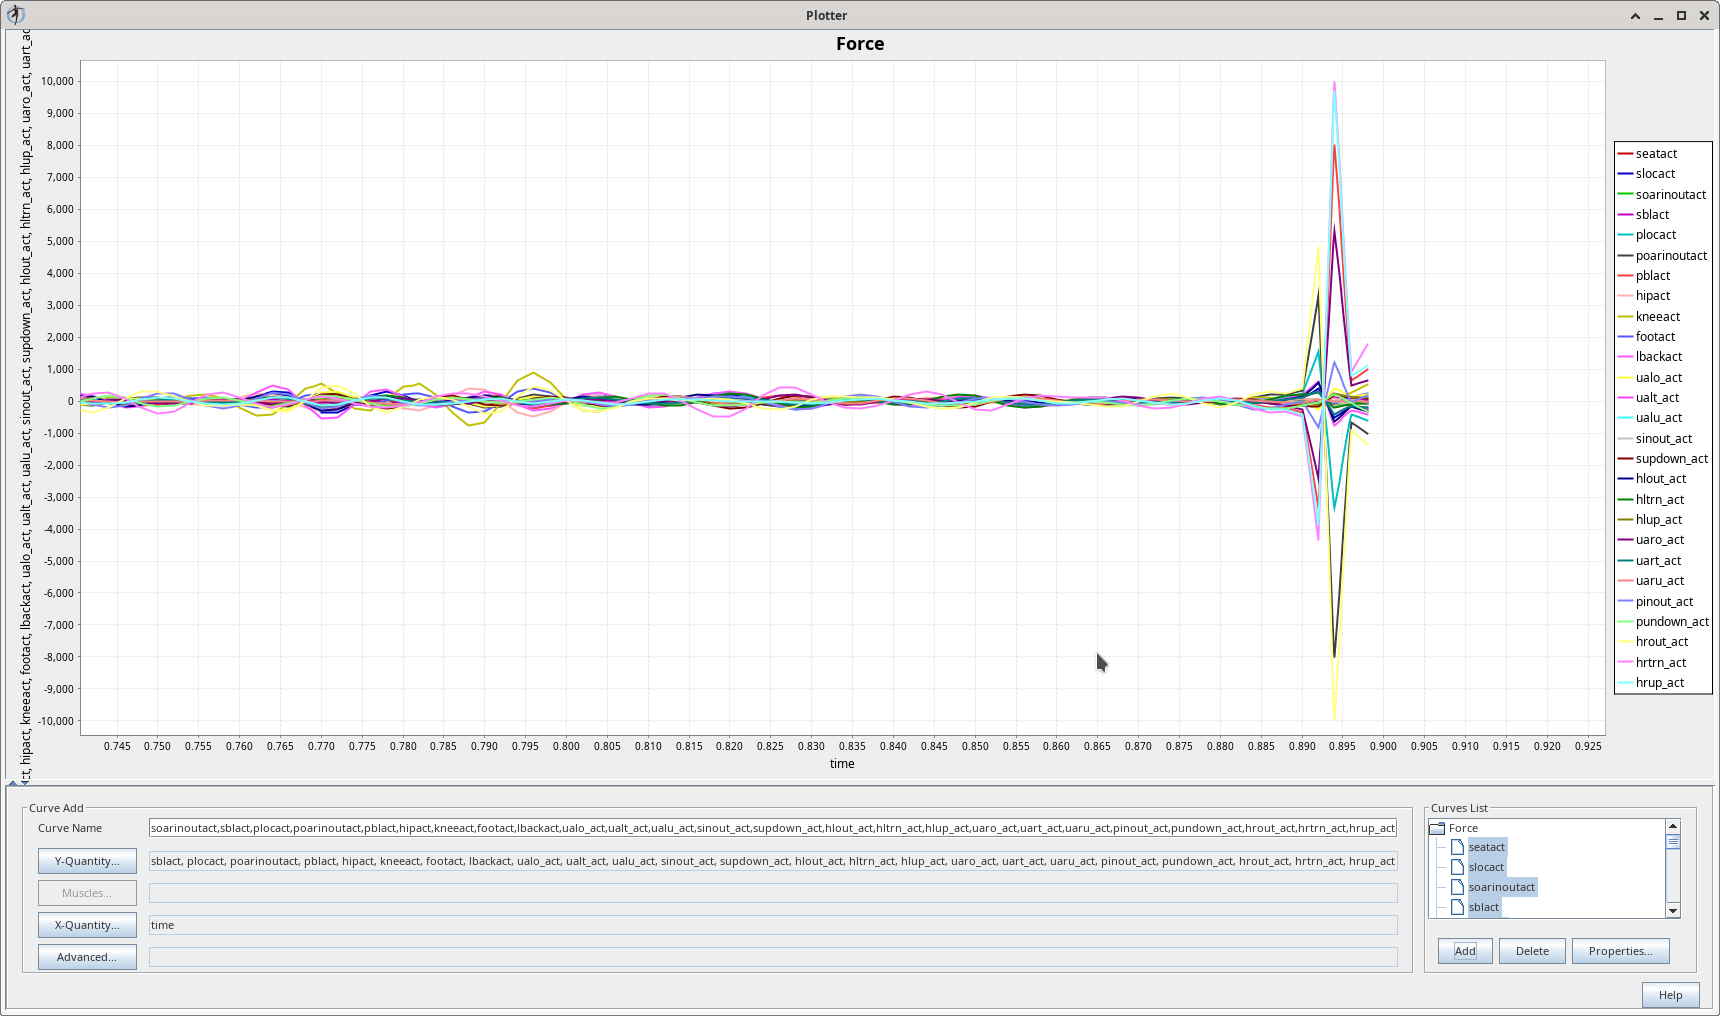 Plotter
Force
ct, hipact, kneeact, footact, lbackact, ualo_act, ualt_act, ualu_act, sinout_act, supdown_act, hlout_act, hltrn_act, hlup_act, uaro_act, uart_ac
10,000
9,000
8,000
7,000
6,000
5,000
4,000
3,000
2,000
1,000
0
-1,000
-2,000
-3,000
-4,000
-5,000
-6,000
-7,000
-8,000
-9,000
-10,000
0.745 0.750 0.755 0.760 0.765 0.770 0.775 0.780 0.785 0.790 0.795 0.800 0.805 0.810 0.815 0.820 0.825 0.830 0.835 0.840 0.845 0.850 0.855 0.860 0.865 0.870 0.875 0.880 0.885 0.890 0.895 0.900 0.905 0.910 0.915 0.920 0.925
time
seatact
slocact
soarinoutact
sblact
plocact
poarinoutact
pblact
hipact
kneeact
footact
lbackact
ualo_act
ualt_act
ualu_act
sinout_act
supdown_act
hlout_act
hltrn_act
hlup_act
uaro_act
uart_act
uaru_act
pinout_act
pundown_act
hrout_act
hrtrn_act
hrup_act
Curve Add
Curve Name soarinoutact,sblact,plocact,poarinoutact,pblact,hipact,kneeact,footact,lbackact,ualo_act,ualt_act,ualu_act,sinout_act,supdown_act,hlout_act,hltrn_act,hlup_act,uaro_act,uart_act,uaru_act,pinout_act,pundown_act,hrout_act,hrtrn_act,hrup_act
Y-Quantity... sblact, plocact, poarinoutact, pblact, hipact, kneeact, footact, lbackact, ualo_act, ualt_act, ualu_act, sinout_act, supdown_act, hlout_act, hltrn_act, hlup_act, uaro_act, uart_act, uaru_act, pinout_act, pundown_act, hrout_act, hrtrn_act, hrup_act
Muscles...
X-Quantity... time
Advanced...
Curves List
Force
seatact
slocact
soarinoutact
sblact
Add Delete Properties...
Help